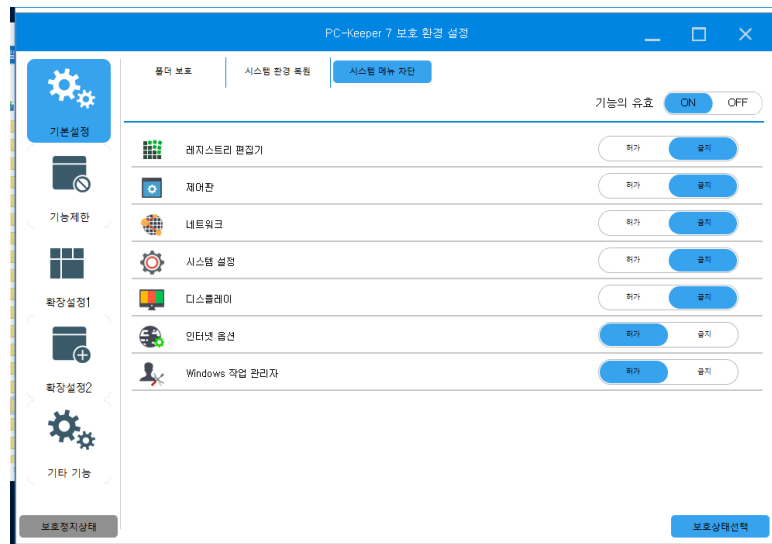 PC-Keeper 7 보호 환경 설정
폴더 보호
시스템 환경 복원
시스템 메뉴 차단
기능의 유효 ON OFF
기본설정
기능제한
확장설정1
확장설정2
기타 기능
레지스트리 편집기 허가 금지
제어판 허가 금지
네트워크 허가 금지
시스템 설정 허가 금지
디스플레이 허가 금지
인터넷 옵션 허가 금지
Windows 작업 관리자 허가 금지
보호정지상태
보호상태선택